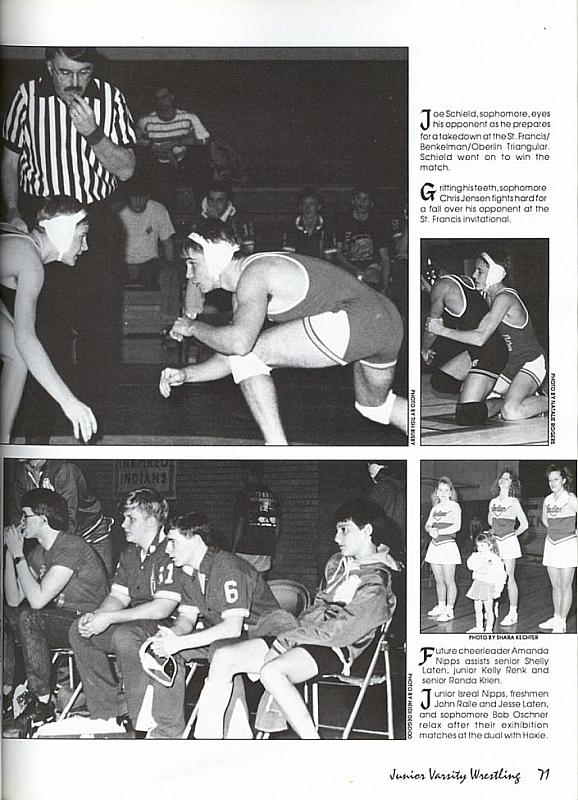 Joe Schield, sophomore, eyes
his opponent as he prepares
for a takedown at the St. Francis/
Benkelman/Oberlin Triangular.
Schield went on to win the
match.
Gritting his teeth, sophomore
Chris Jensen fights hard for
a fall over his opponent at the
St. Francis invitational.
PHOTO BY TISH BUSBY
PHOTO BY NATALIE ROGERS
INSPIRED
INDIANS
6
PHOTO BY HEIDI DEGOOD
PHOTO BY SHARA KECHTER
Future cheerleader Amanda
Nipps assists senior Shelly
Laten, junior Kelly Renk and
senior Ronda Krien.
Junior Isreal Nipps, freshmen
John Raile and Jesse Laten,
and sophomore Bob Oschner
relax after their exhibition
matches at the dual with Hoxie.
Junior Varsity Wrestling 71